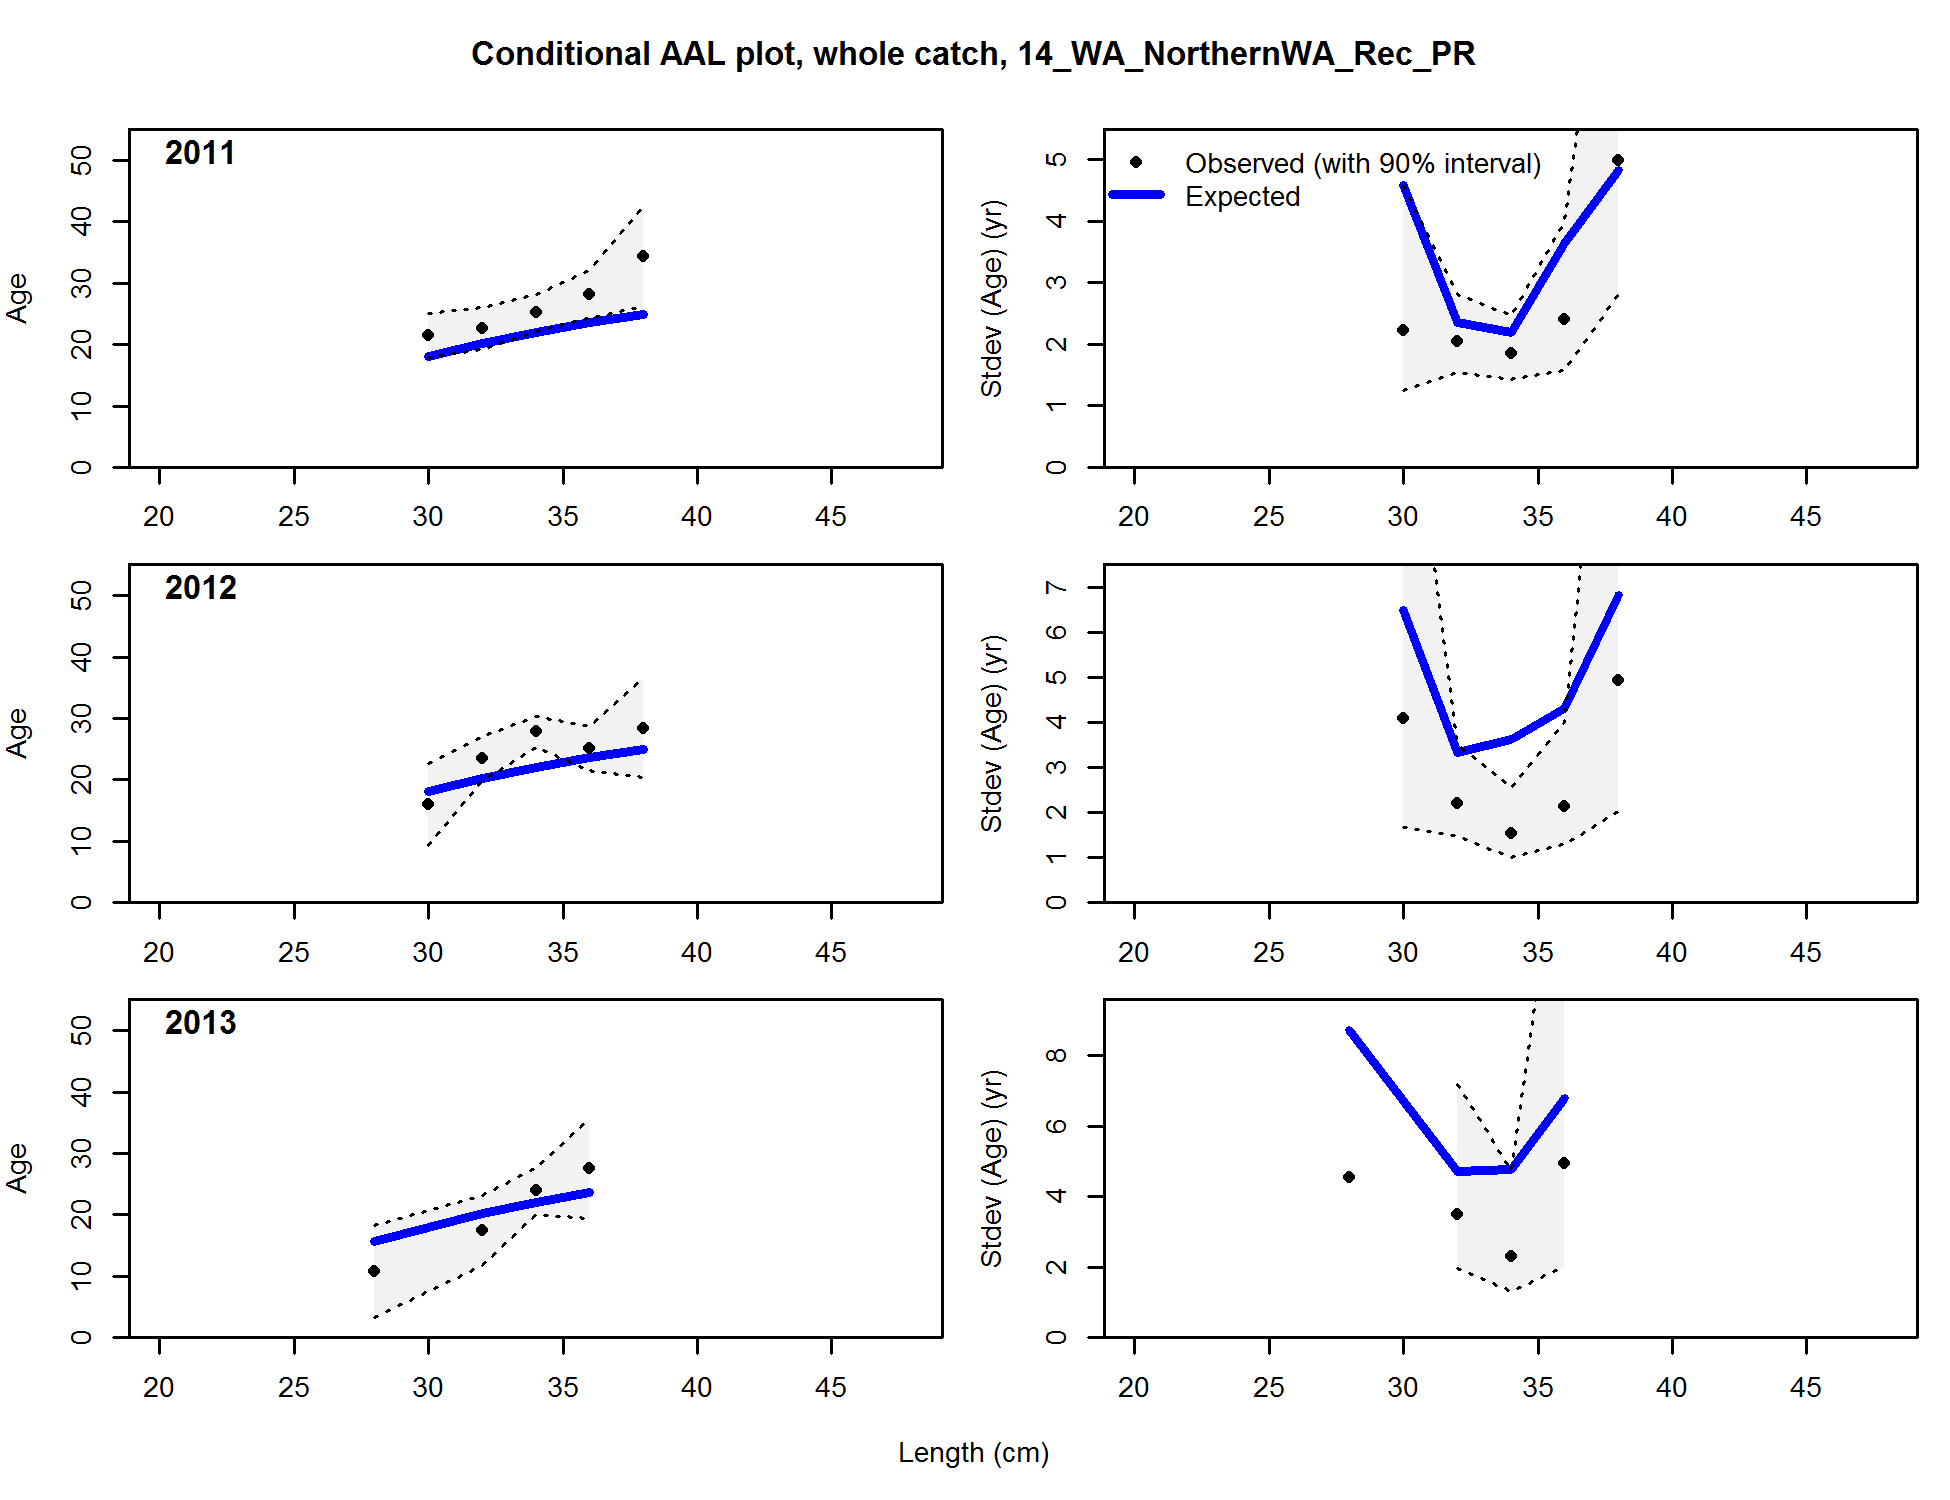 Conditional AAL plot, whole catch, 14_WA_NorthernWA_Rec_PR
2011
Age
0 10 20 30 40 50
20 25 30 35 40 45
Observed (with 90% interval)
Expected
Stdev (Age) (yr)
0 1 2 3 4 5
20 25 30 35 40 45
2012
Age
0 10 20 30 40 50
20 25 30 35 40 45
Stdev (Age) (yr)
0 1 2 3 4 5 6 7
20 25 30 35 40 45
2013
Age
0 10 20 30 40 50
20 25 30 35 40 45
Stdev (Age) (yr)
0 2 4 6 8
20 25 30 35 40 45
Length (cm)